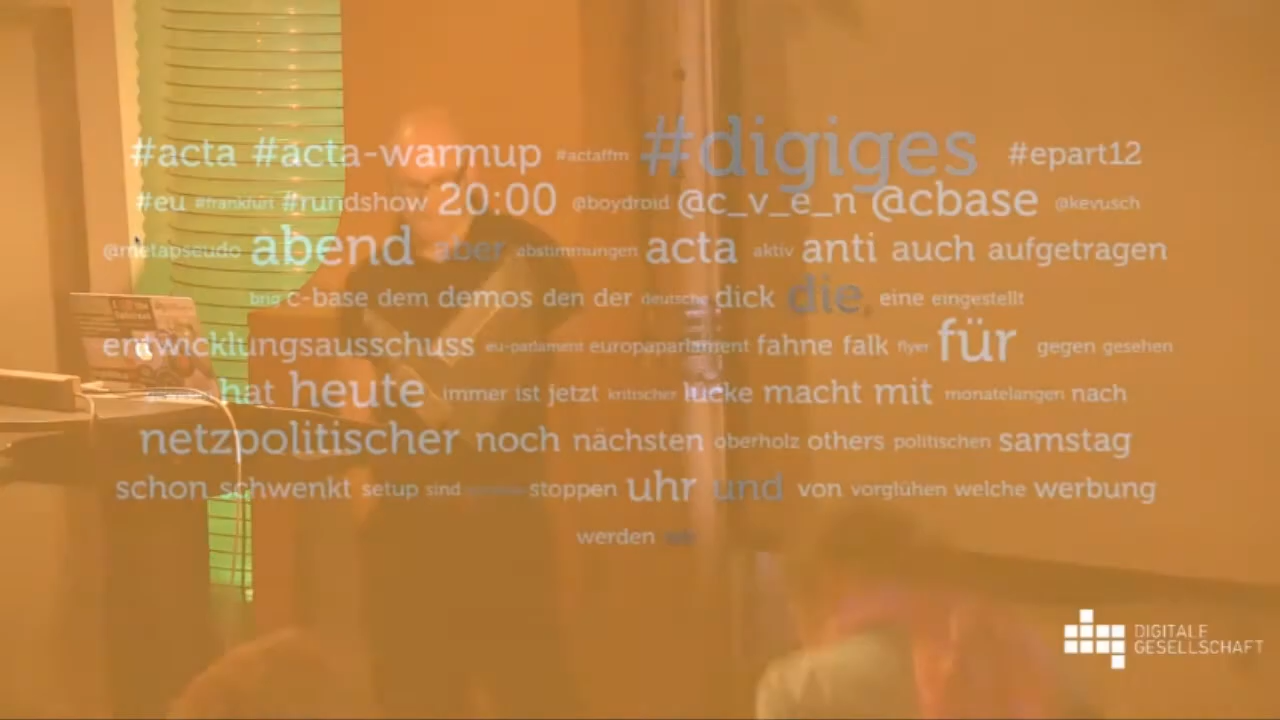 #acta #acta-warmup #actaffm #digiges #epart12
#eu #frankfurt #rundshow 20:00 @boydroid @c_v_e_n @cbase @kevusch
@metapseudo abend aber abstimmungen acta aktiv anti auch aufgetragen
bng c-base dem demos den der deutsche dick die. eine eingestellt
entwicklungsausschuss eu-parlament europaparlament fahne falk flyer für gegen gesehen
hat heute immer ist jetzt kritischer lücke macht mit monatelangen nach
netzpolitischer noch nächsten oberholz others politischen samstag
schon schwenkt setup sind stoppen uhr und von vorglühen welche werbung
werden
DIGITALE
GESELLSCHAFT